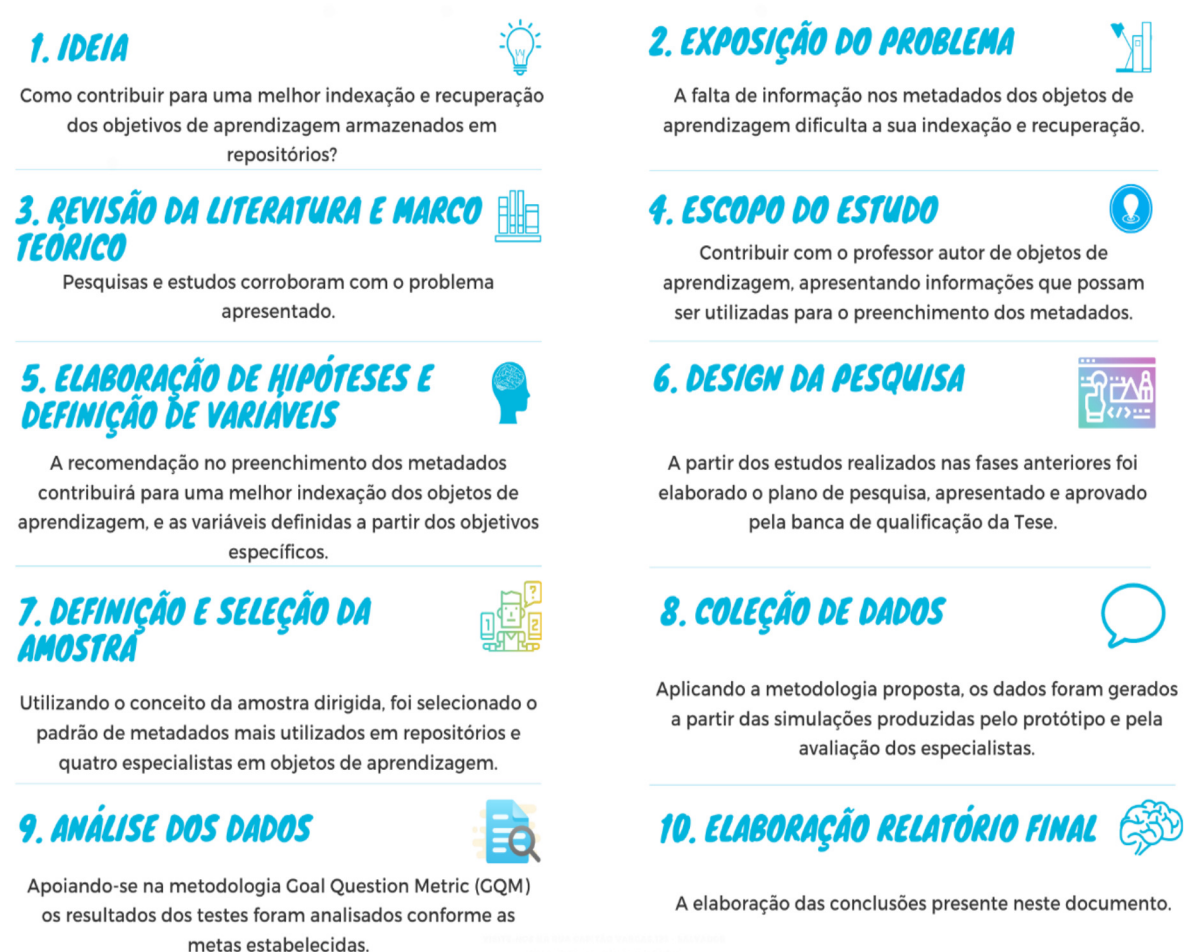 1. IDEIA
Como contribuir para uma melhor indexação e recuperação
dos objetivos de aprendizagem armazenados em
repositórios?
2. EXPOSIÇÃO DO PROBLEMA
A falta de informação nos metadados dos objetos de
aprendizagem dificulta a sua indexação e recuperação.
3. REVISÃO DA LITERATURA E MARCO
TEÓRICO
Pesquisas e estudos corroboram com o problema
apresentado.
4. ESCOPO DO ESTUDO
Contribuir com o professor autor de objetos de
aprendizagem, apresentando informações que possam
ser utilizadas para o preenchimento dos metadados.
5. ELABORAÇÃO DE HIPÓTESES E
DEFINIÇÃO DE VARIÁVEIS
A recomendação no preenchimento dos metadados
contribuirá para uma melhor indexação dos objetos de
aprendizagem, e as variáveis definidas a partir dos objetivos
específicos.
6. DESIGN DA PESQUISA
</>
A partir dos estudos realizados nas fases anteriores foi
elaborado o plano de pesquisa, apresentado e aprovado
pela banca de qualificação da Tese.
7. DEFINIÇÃO E SELEÇÃO DA
AMOSTRA
?
1 2
Utilizando o conceito da amostra dirigida, foi selecionado o
padrão de metadados mais utilizados em repositórios e
quatro especialistas em objetos de aprendizagem.
8. COLEÇÃO DE DADOS
Aplicando a metodologia proposta, os dados foram gerados
a partir das simulações produzidas pelo protótipo e pela
avaliação dos especialistas.
9. ANÁLISE DOS DADOS
Apoiando-se na metodologia Goal Question Metric (GQM)
os resultados dos testes foram analisados conforme as
metas estabelecidas.
10. ELABORAÇÃO RELATÓRIO FINAL
A elaboração das conclusões presente neste documento.